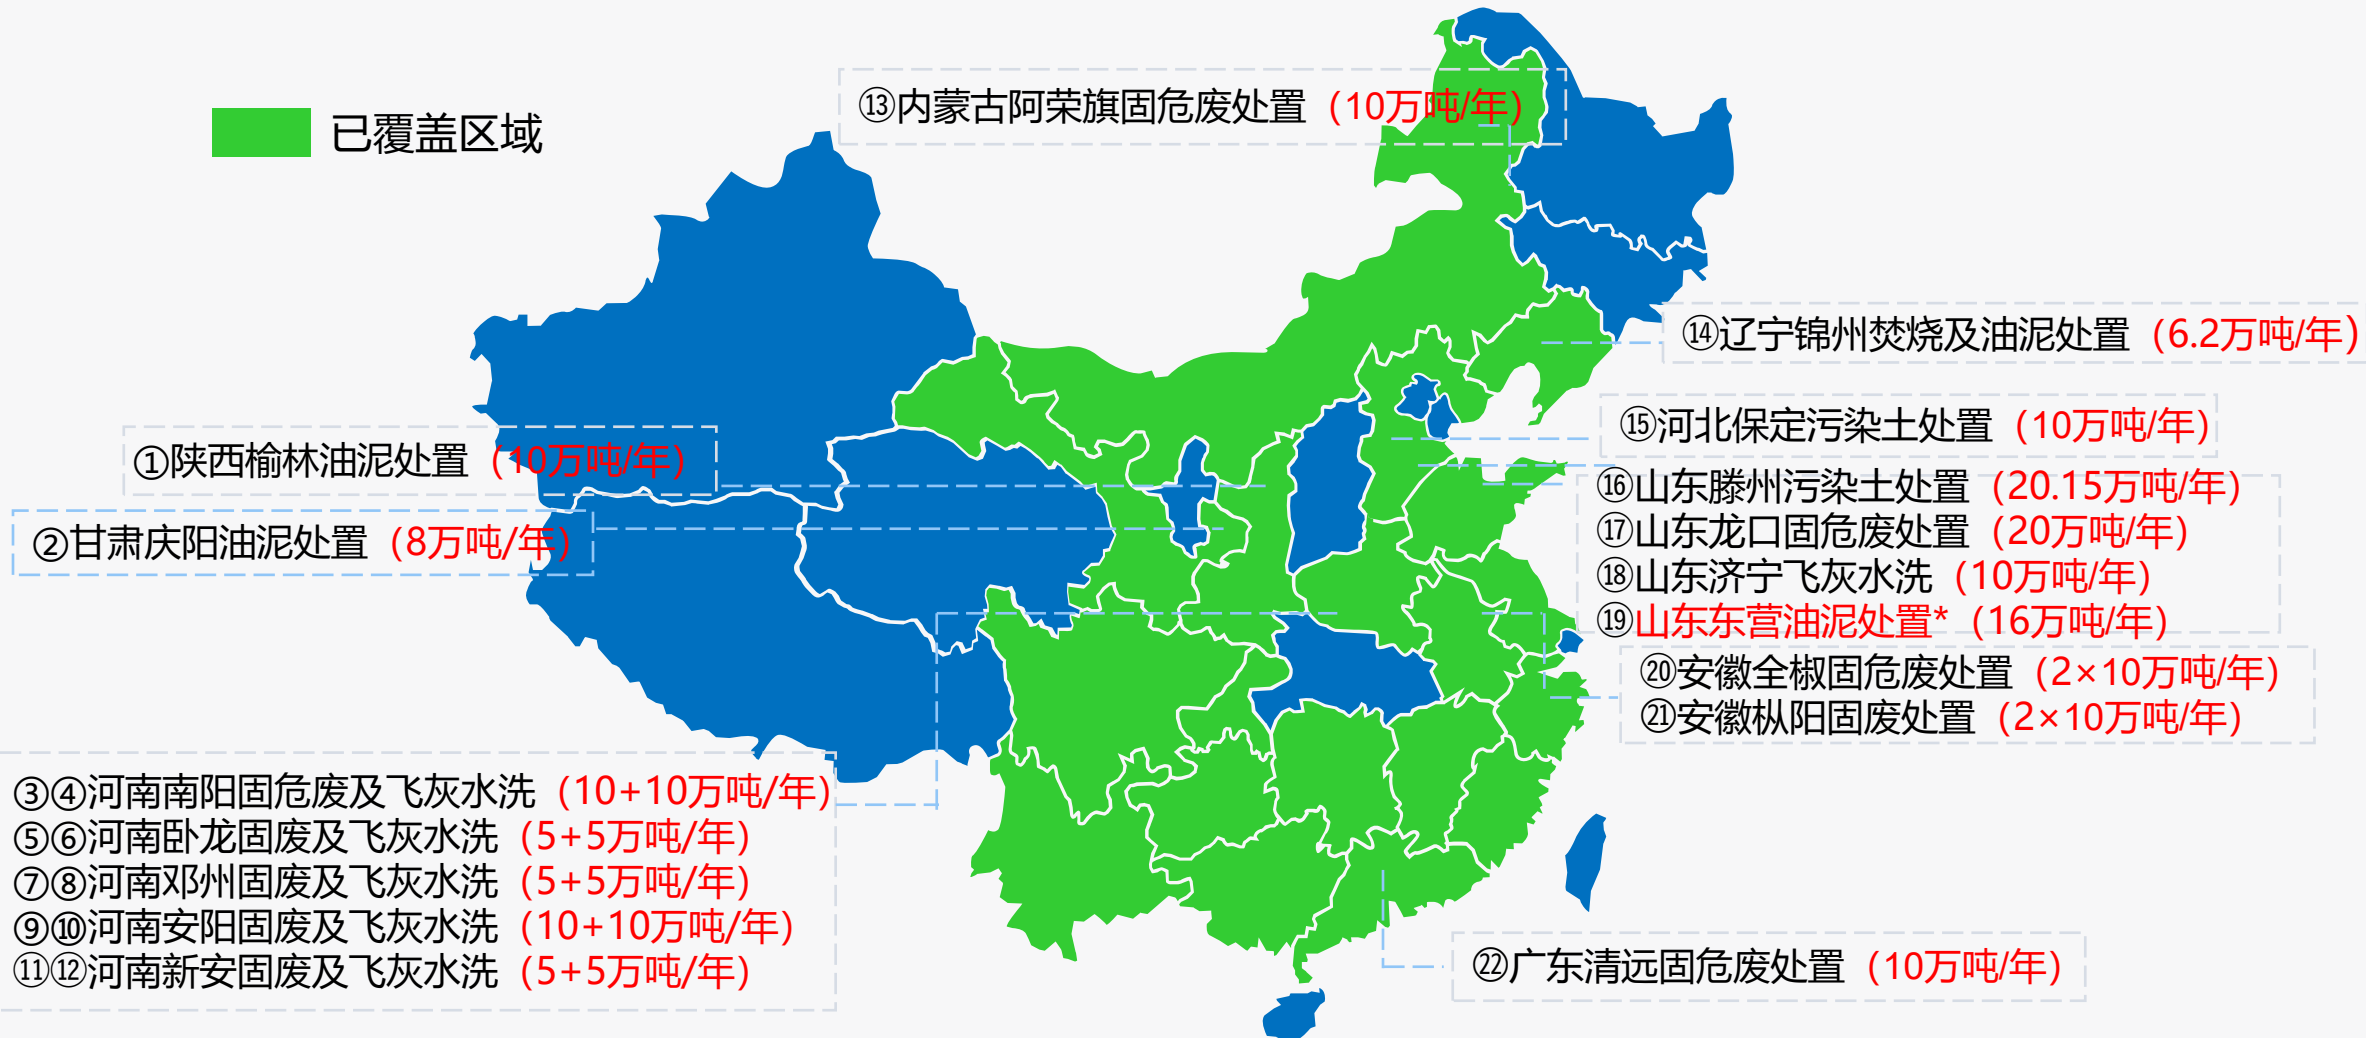 已覆盖区域
⑬内蒙古阿荣旗固危废处置（10万吨/年）
⑭辽宁锦州焚烧及油泥处置（6.2万吨/年）
⑮河北保定污染土处置（10万吨/年）
①陕西榆林油泥处置（10万吨/年）
②甘肃庆阳油泥处置（8万吨/年）
⑯山东滕州污染土处置（20.15万吨/年）
⑰山东龙口固危废处置（20万吨/年）
⑱山东济宁飞灰水洗（10万吨/年）
⑲山东东营油泥处置*（16万吨/年）
⑳安徽全椒固危废处置（2×10万吨/年）
㉑安徽枞阳固废处置（2×10万吨/年）
③④河南南阳固危废及飞灰水洗（10+10万吨/年）
⑤⑥河南卧龙固废及飞灰水洗（5+5万吨/年）
⑦⑧河南邓州固废及飞灰水洗（5+5万吨/年）
⑨⑩河南安阳固废及飞灰水洗（10+10万吨/年）
⑪⑫河南新安固废及飞灰水洗（5+5万吨/年）
㉒广东清远固危废处置（10万吨/年）